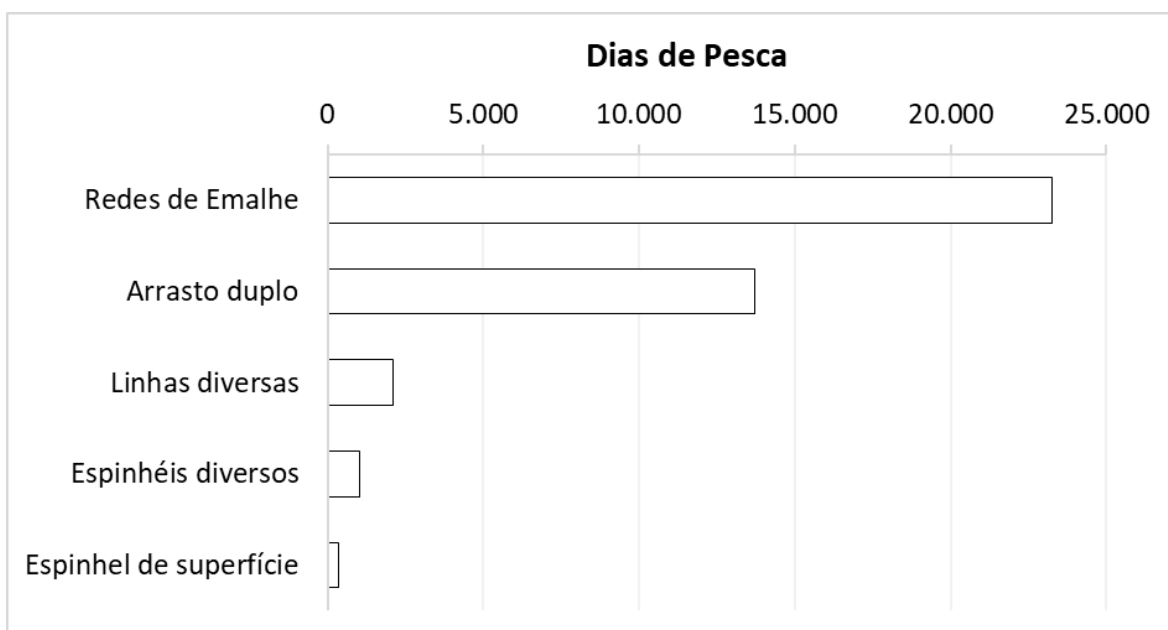 Dias de Pesca
0 5.000 10.000 15.000 20.000 25.000
Redes de Emalhe
Arrasto duplo
Linhas diversas
Espinhéis diversos
Espinhel de superfície